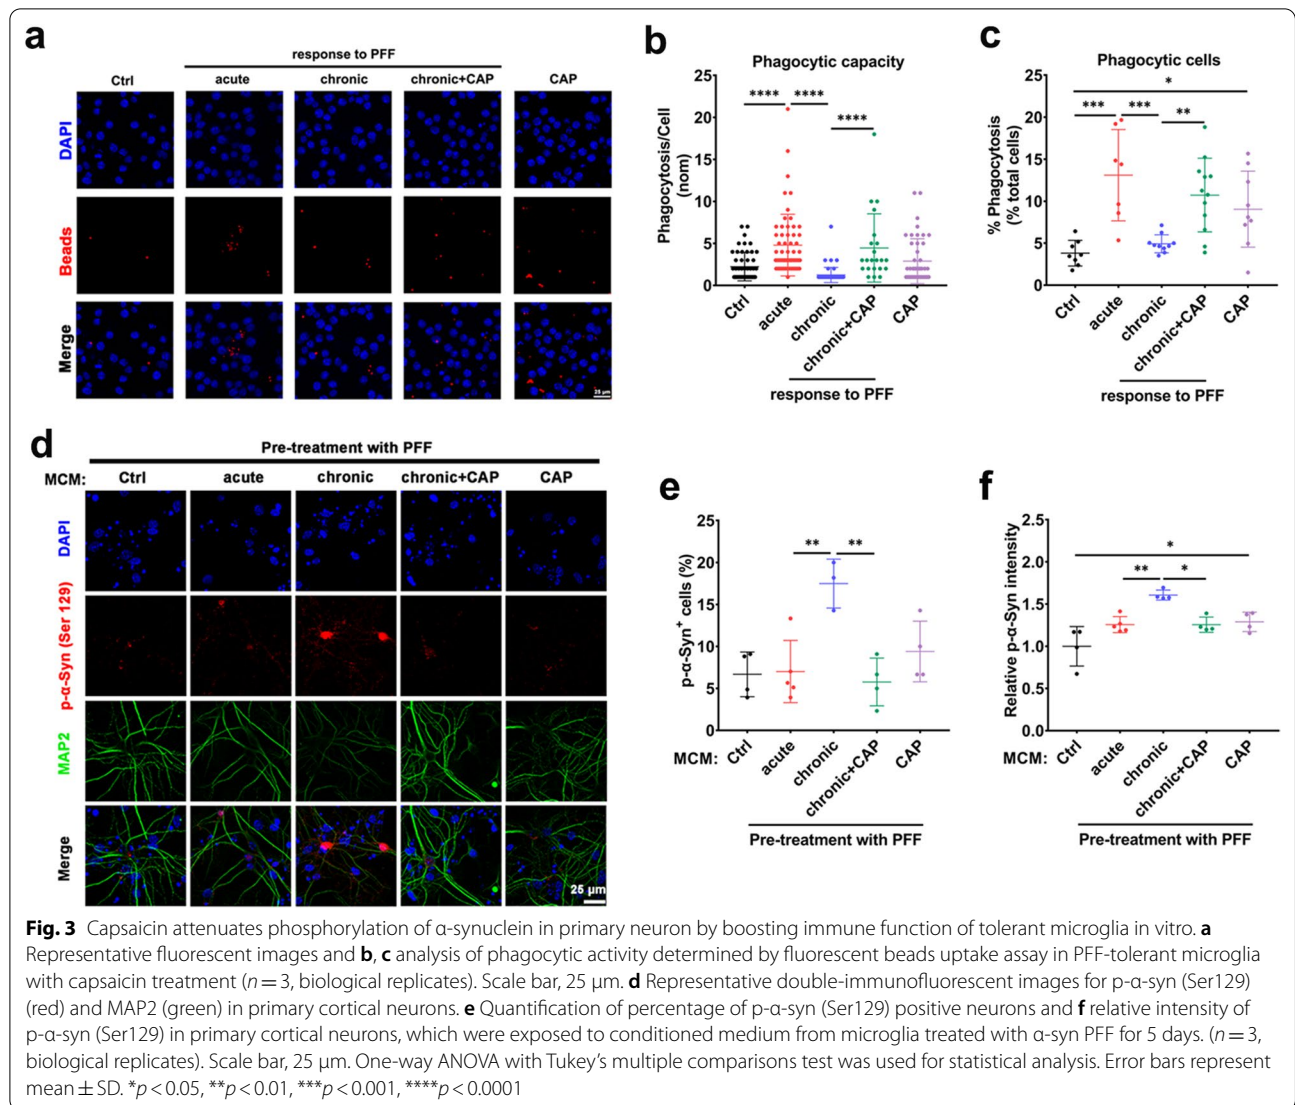 a
response to PFF
Ctrl acute chronic chronic+CAP CAP
DAPI
Beads
Merge
25 µm
b
Phagocytic capacity
Phagocytosis/Cell
(nom)
25
20
15
10
5
0
**** **** ****
Ctrl acute chronic chronic+CAP CAP
response to PFF
c
Phagocytic cells
% Phagocytosis
(% total cells)
25
20
15
10
5
0
*
*** *** **
Ctrl acute chronic chronic+CAP CAP
response to PFF
d
Pre-treatment with PFF
MCM: Ctrl acute chronic chronic+CAP CAP
DAPI
p-α-Syn (Ser 129)
MAP2
Merge
25 µm
e
p-α-Syn⁺ cells (%)
25
20
15
10
5
0
** **
MCM: Ctrl acute chronic chronic+CAP CAP
Pre-treatment with PFF
f
Relative p-α-Syn intensity
2.5
2.0
1.5
1.0
0.5
0.0
*
** *
MCM: Ctrl acute chronic chronic+CAP CAP
Pre-treatment with PFF
Fig. 3 Capsaicin attenuates phosphorylation of α-synuclein in primary neuron by boosting immune function of tolerant microglia in vitro. a
Representative fluorescent images and b, c analysis of phagocytic activity determined by fluorescent beads uptake assay in PFF-tolerant microglia
with capsaicin treatment (n = 3, biological replicates). Scale bar, 25 µm. d Representative double-immunofluorescent images for p-α-syn (Ser129)
(red) and MAP2 (green) in primary cortical neurons. e Quantification of percentage of p-α-syn (Ser129) positive neurons and f relative intensity of
p-α-syn (Ser129) in primary cortical neurons, which were exposed to conditioned medium from microglia treated with α-syn PFF for 5 days. (n = 3,
biological replicates). Scale bar, 25 µm. One-way ANOVA with Tukey's multiple comparisons test was used for statistical analysis. Error bars represent
mean ± SD. *p < 0.05, **p < 0.01, ***p < 0.001, ****p < 0.0001